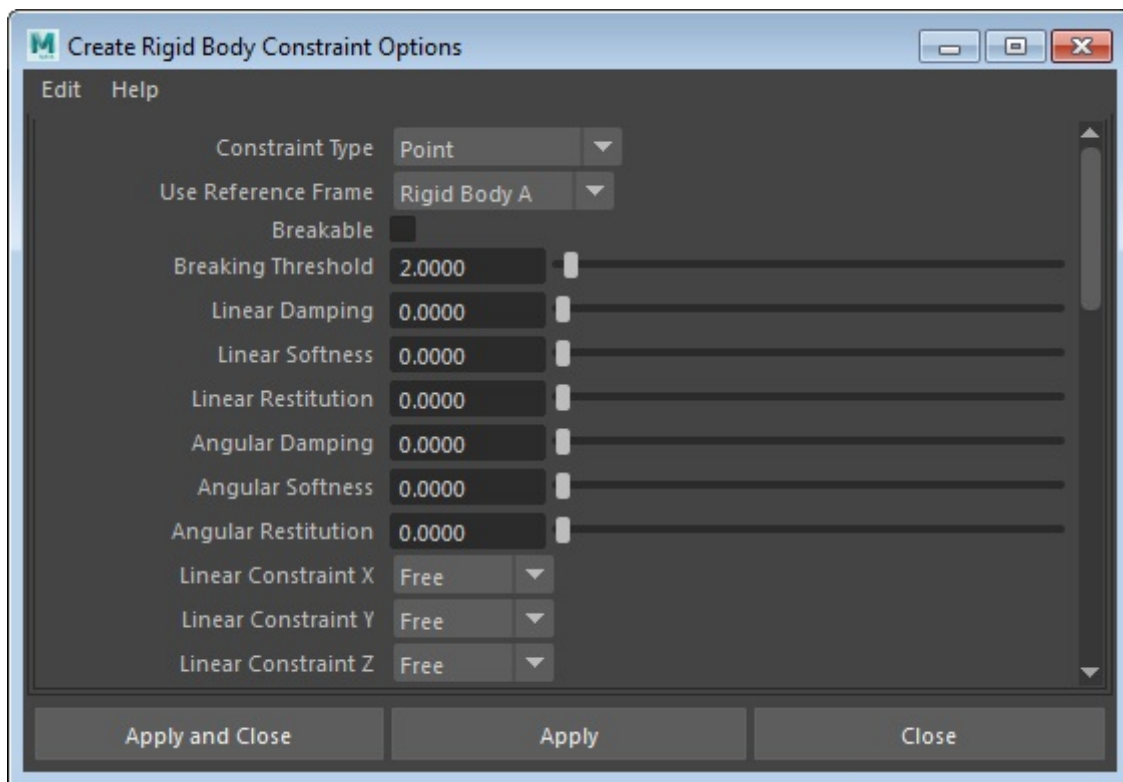 Create Rigid Body Constraint Options
Edit Help
Constraint Type Point
Use Reference Frame Rigid Body A
Breakable
Breaking Threshold 2.0000
Linear Damping 0.0000
Linear Softness 0.0000
Linear Restitution 0.0000
Angular Damping 0.0000
Angular Softness 0.0000
Angular Restitution 0.0000
Linear Constraint X Free
Linear Constraint Y Free
Linear Constraint Z Free
Apply and Close Apply Close